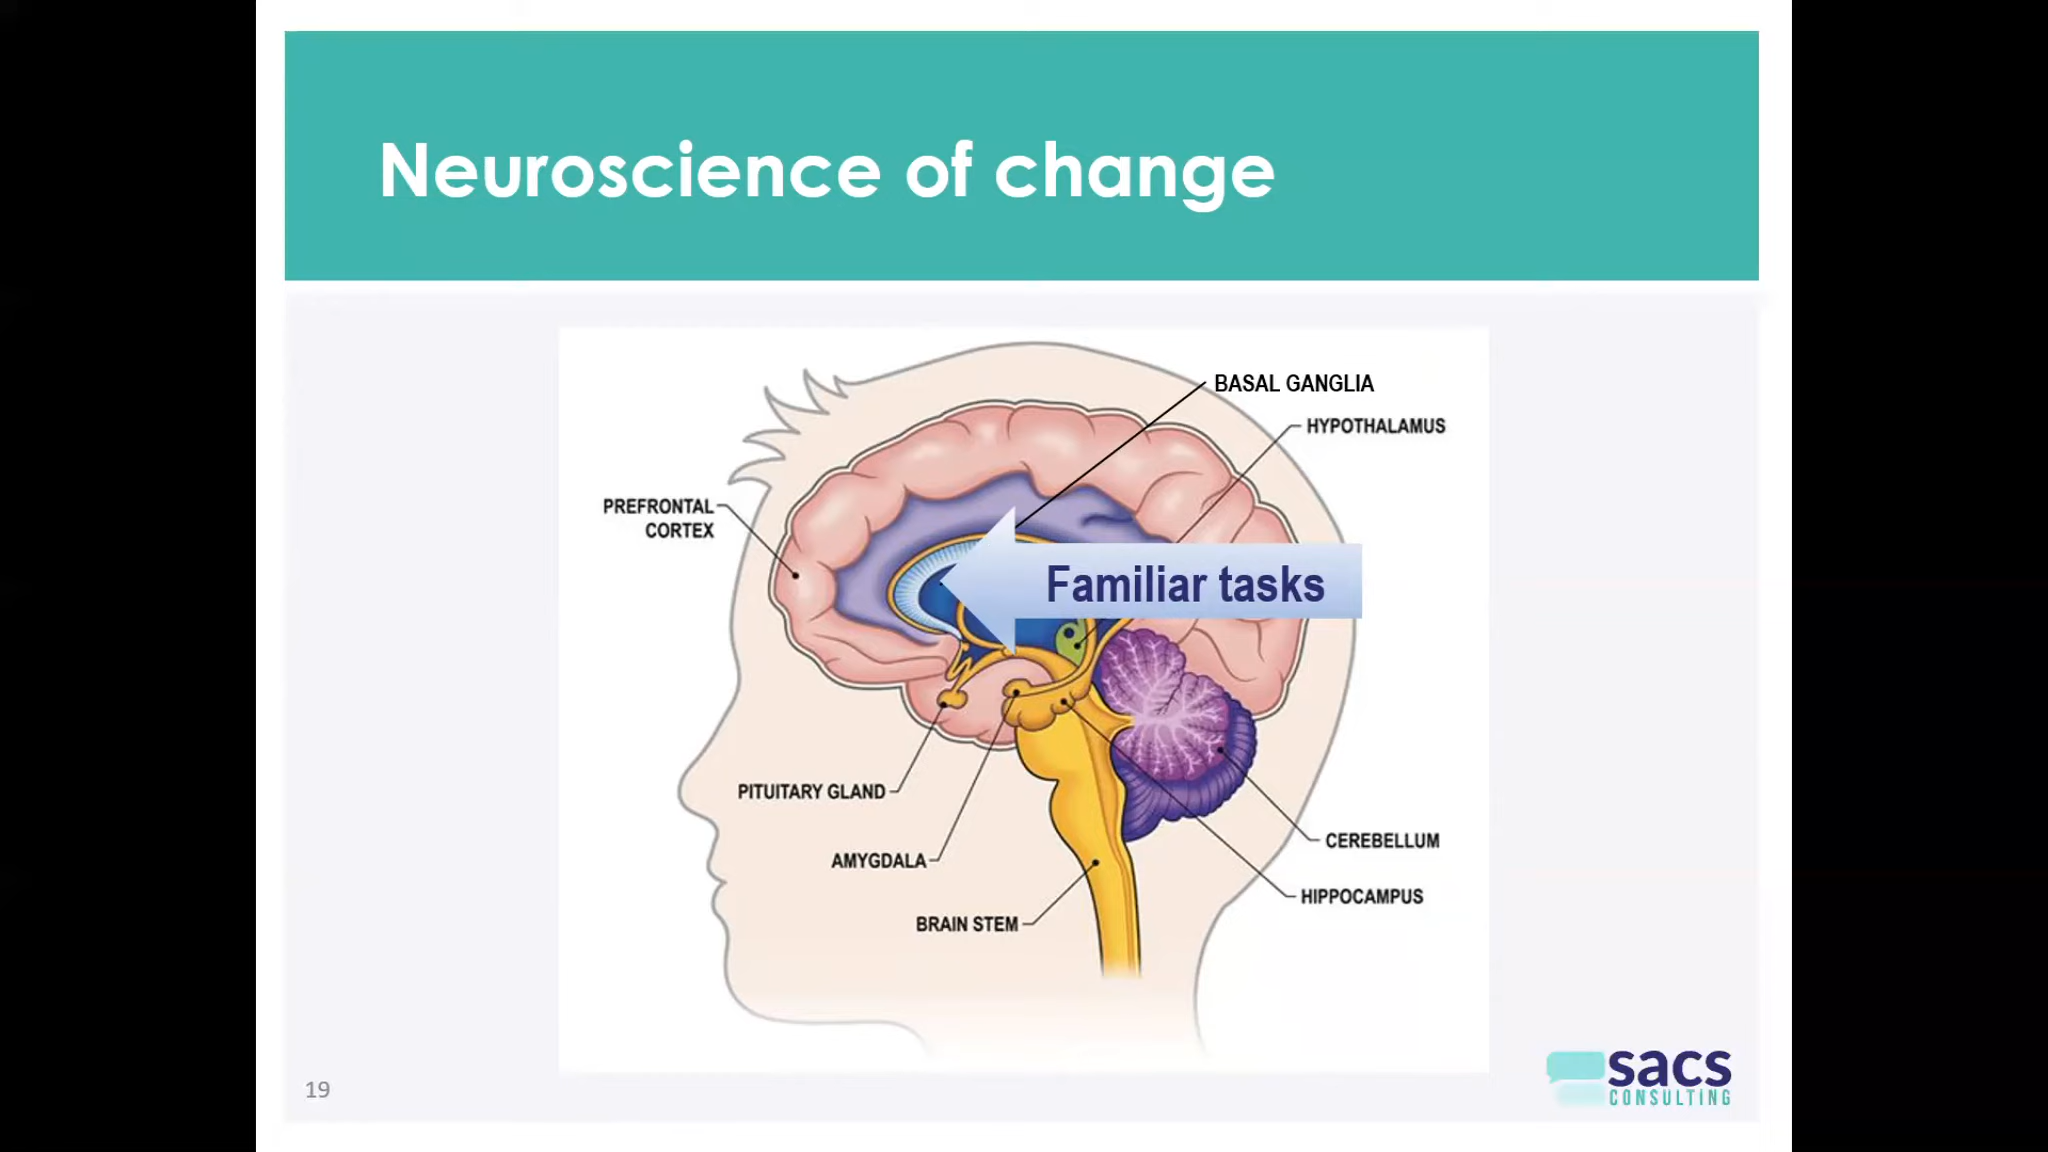 Neuroscience of change
BASAL GANGLIA
HYPOTHALAMUS
PREFRONTAL
CORTEX
Familiar tasks
PITUITARY GLAND
CEREBELLUM
AMYGDALA
HIPPOCAMPUS
BRAIN STEM
19
sacs
CONSULTING